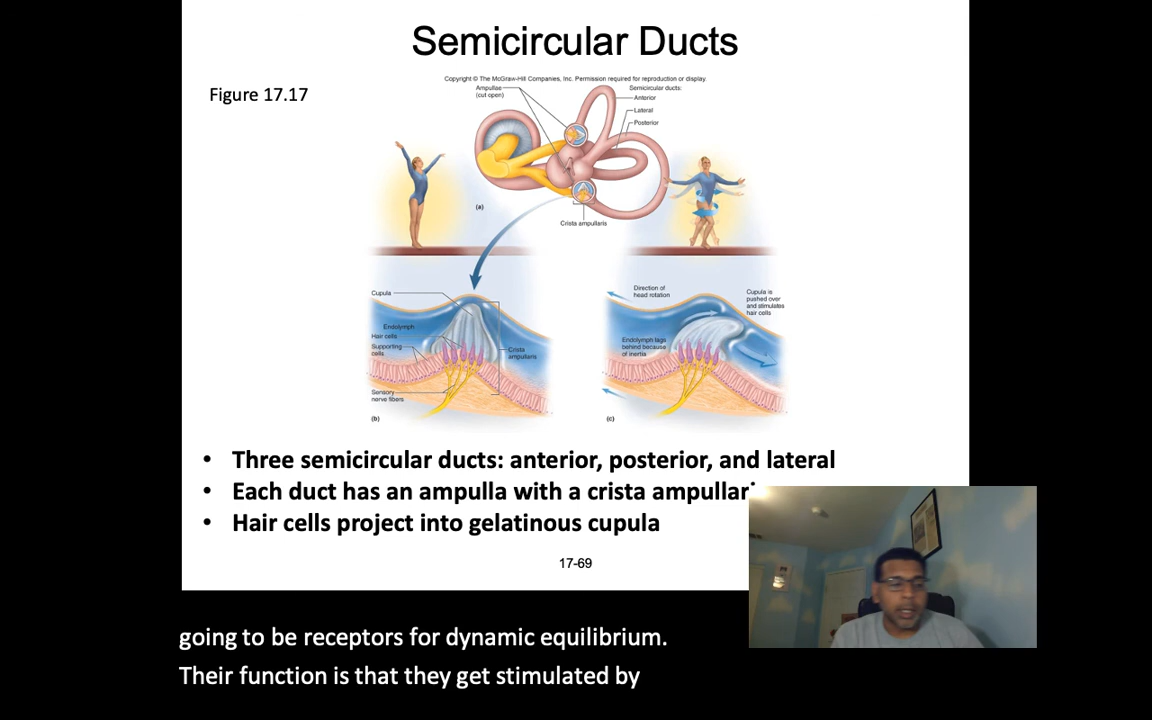 Semicircular Ducts
Copyright © The McGraw-Hill Companies, Inc. Permission required for reproduction or display.
Figure 17.17
Ampullae
(cut open)
Semicircular ducts:
Anterior
Lateral
Posterior
(a)
Crista ampullaris
Cupula
Endolymph
Hair cells
Supporting
cells
Crista
ampullaris
Sensory
nerve fibers
(b)
Direction of
head rotation
Cupula is
pushed over
and stimulates
hair cells
Endolymph lags
behind because
of inertia
(c)
• Three semicircular ducts: anterior, posterior, and lateral
• Each duct has an ampulla with a crista
• Hair cells project into gelatinous cupula
17-69
going to be receptors for dynamic equilibrium.
Their function is that they get stimulated by